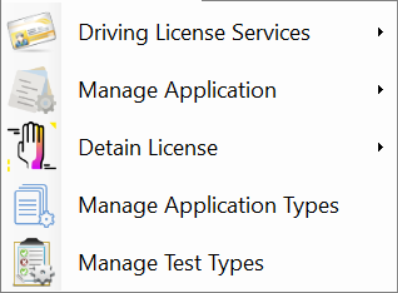 Driving License Services
Manage Application
Detain License
Manage Application Types
Manage Test Types